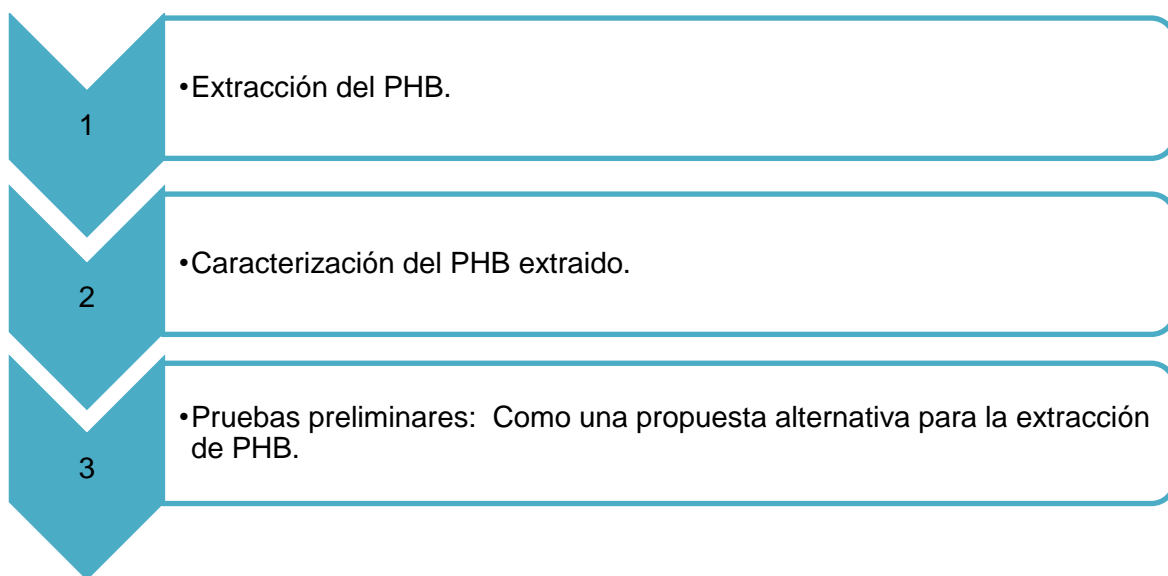 1
•Extracción del PHB.
2
•Caracterización del PHB extraido.
3
•Pruebas preliminares:  Como una propuesta alternativa para la extracción
de PHB.